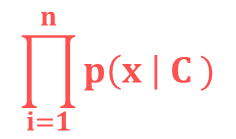 n
∏ p(x | C)
i=1